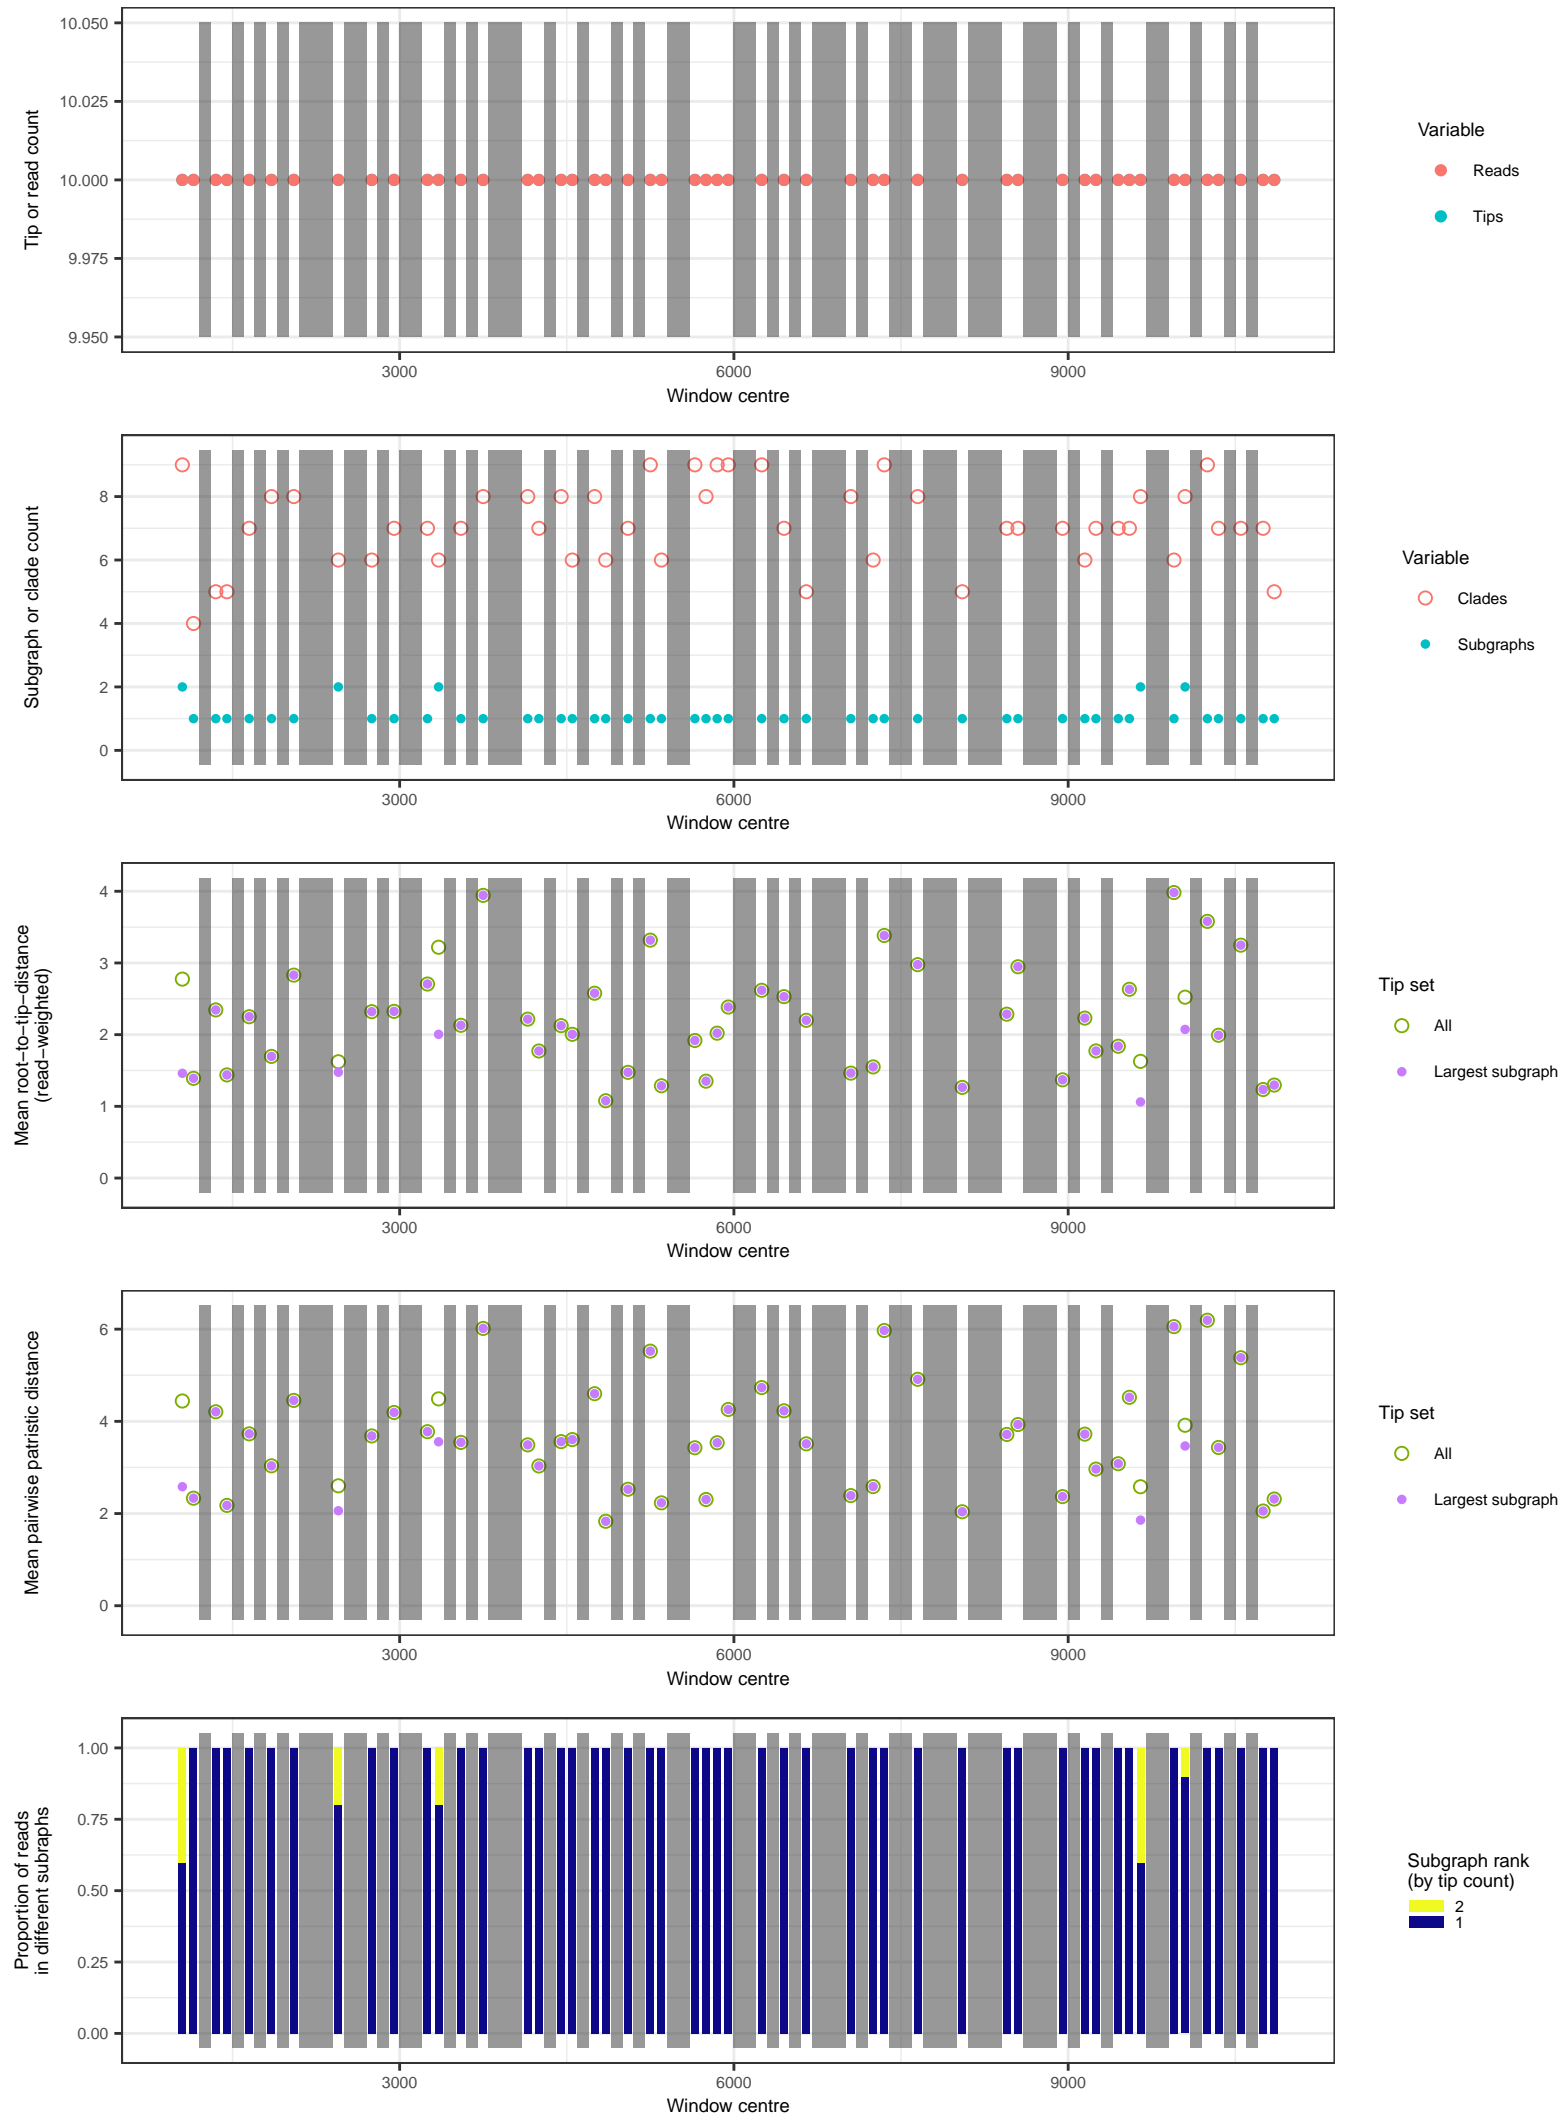 10.050
10.025
10.000
9.975
9.950
Tip or read count
3000
6000
9000
Window centre
Variable
Reads
Tips
8
6
4
2
0
Subgraph or clade count
3000
6000
9000
Window centre
Variable
Clades
Subgraphs
4
3
2
1
0
Mean root−to−tip−distance
(read−weighted)
3000
6000
9000
Window centre
Tip set
All
Largest subgraph
6
4
2
0
Mean pairwise patristic distance
3000
6000
9000
Window centre
Tip set
All
Largest subgraph
1.00
0.75
0.50
0.25
0.00
Proportion of reads
in different subraphs
3000
6000
9000
Window centre
Subgraph rank
(by tip count)
2
1